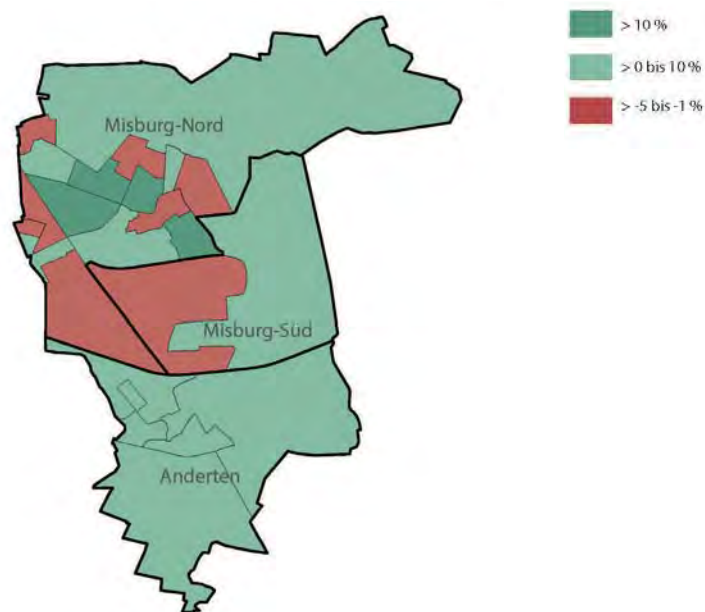 > 10 %
> 0 bis 10 %
> -5 bis -1 %
Misburg-Nord
Misburg-Süd
Anderten